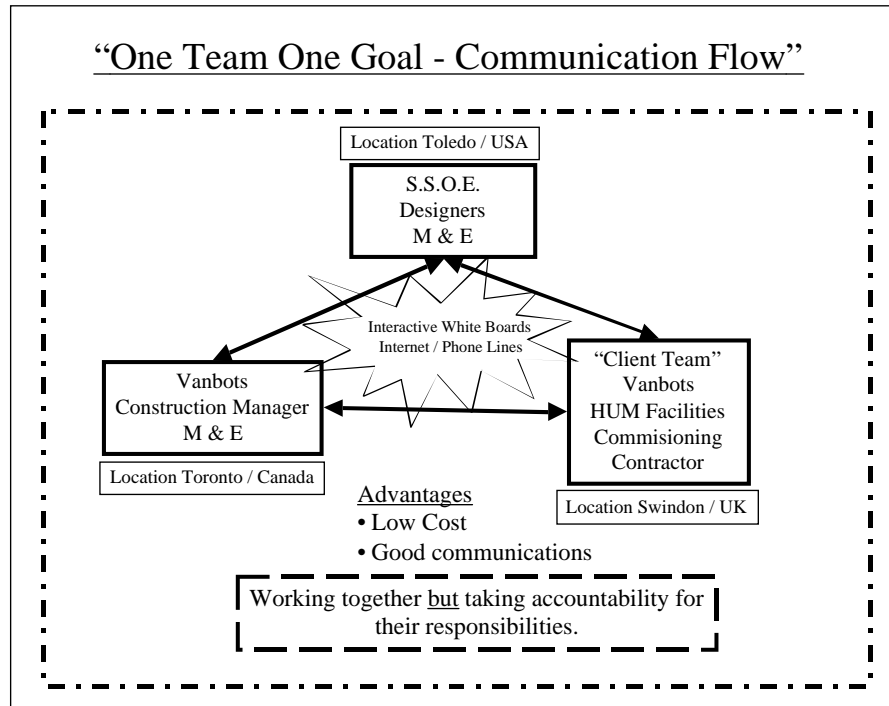 “One Team One Goal - Communication Flow”
Location Toledo / USA
S.S.O.E.
Designers
M & E
Interactive White Boards
Internet / Phone Lines
Vanbots
Construction Manager
M & E
Location Toronto / Canada
“Client Team”
Vanbots
HUM Facilities
Commisioning
Contractor
Location Swindon / UK
Advantages
• Low Cost
• Good communications
Working together but taking accountability for
their responsibilities.